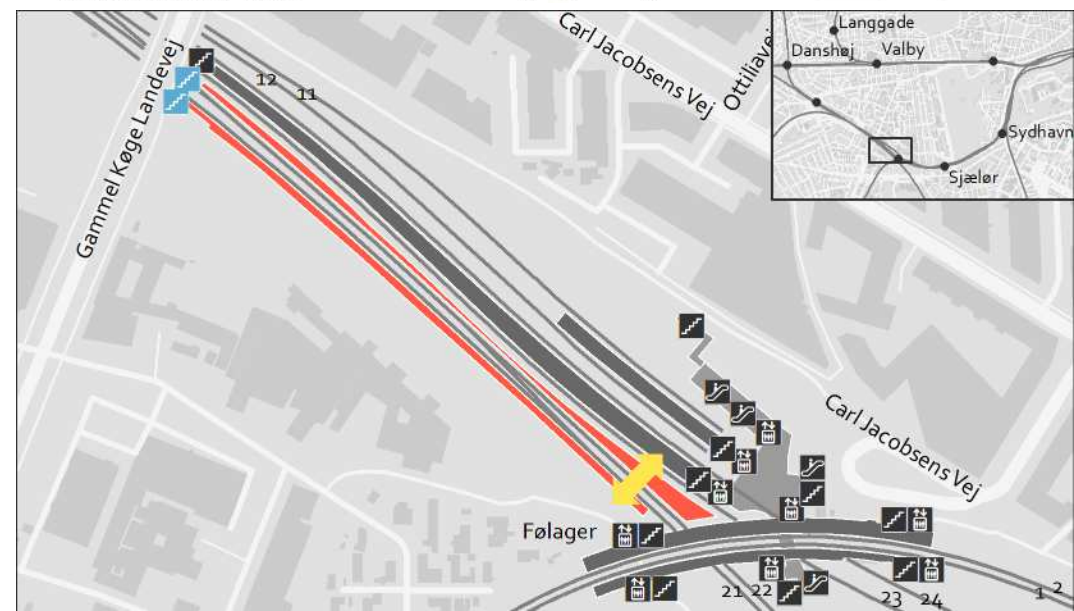 Carl Jacobsens Vej
Ottiliavej
Langgade
Danshøj
Valby
Sydhavn
Sjælør
Gammel Køge Landevej
12
11
Carl Jacobsens Vej
Følager
21
22
23
24
1
2